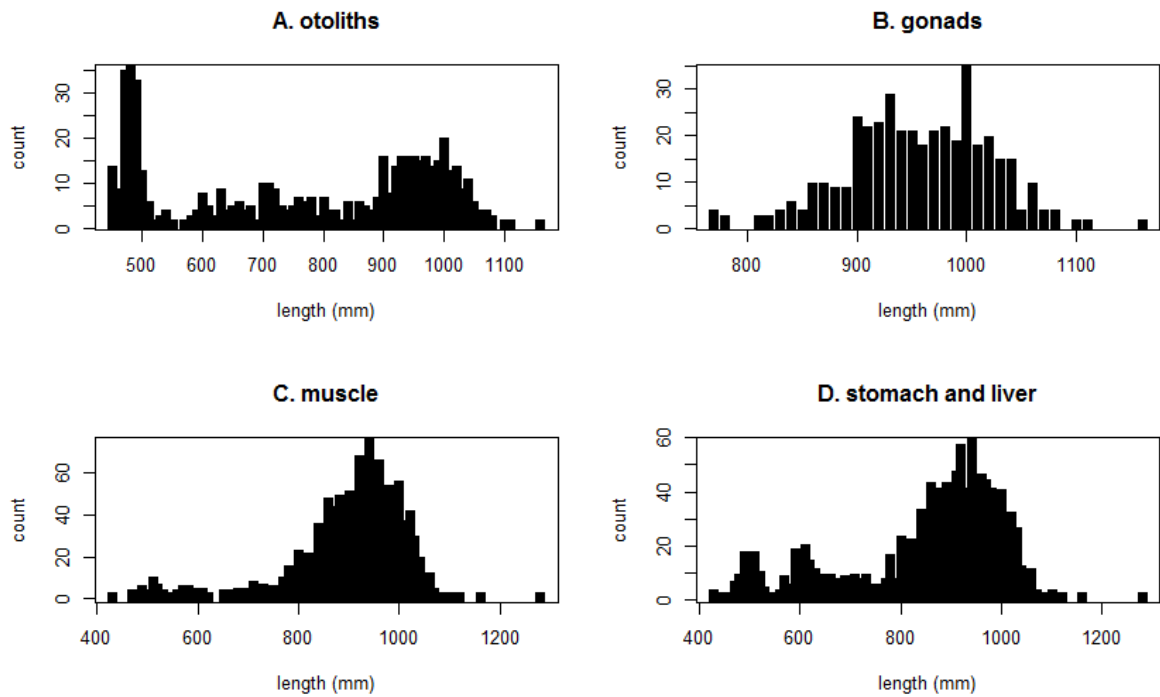 A. otoliths
count
0 10 20 30
500 600 700 800 900 1000 1100
length (mm)
B. gonads
count
0 10 20 30
800 900 1000 1100
length (mm)
C. muscle
count
0 20 40 60
400 600 800 1000 1200
length (mm)
D. stomach and liver
count
0 20 40 60
400 600 800 1000 1200
length (mm)